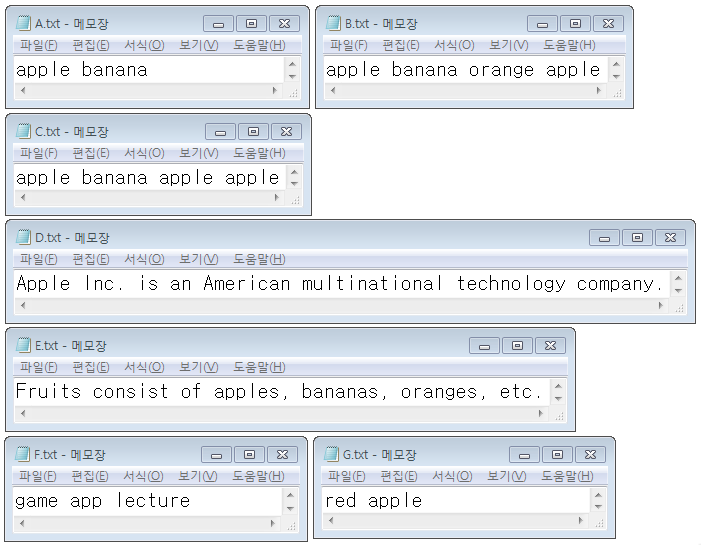 A.txt - 메모장
파일(F) 편집(E) 서식(O) 보기(V) 도움말(H)
apple banana
B.txt - 메모장
파일(F) 편집(E) 서식(O) 보기(V) 도움말(H)
apple banana orange apple
C.txt - 메모장
파일(F) 편집(E) 서식(O) 보기(V) 도움말(H)
apple banana apple apple
D.txt - 메모장
파일(F) 편집(E) 서식(O) 보기(V) 도움말(H)
Apple Inc. is an American multinational technology company.
E.txt - 메모장
파일(F) 편집(E) 서식(O) 보기(V) 도움말(H)
Fruits consist of apples, bananas, oranges, etc.
F.txt - 메모장
파일(F) 편집(E) 서식(O) 보기(V) 도움말(H)
game app lecture
G.txt - 메모장
파일(F) 편집(E) 서식(O) 보기(V) 도움말(H)
red apple